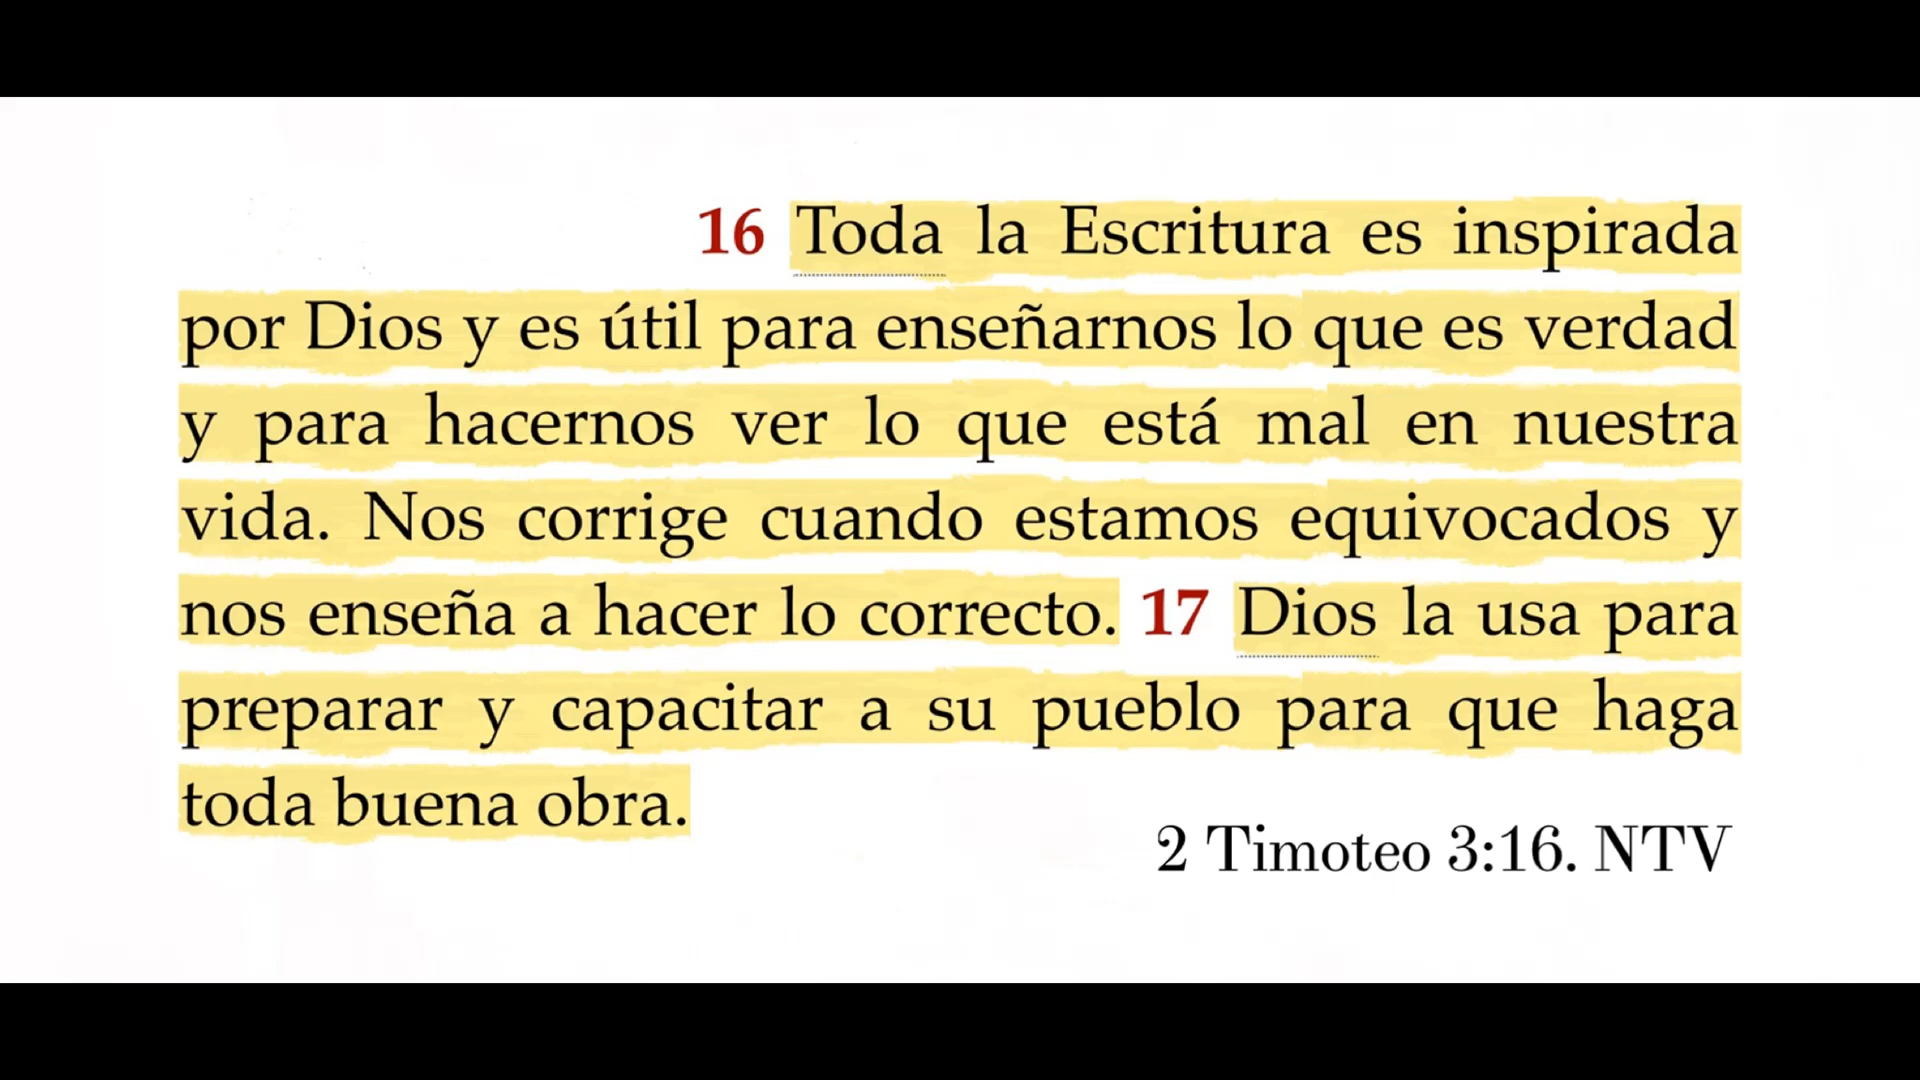 16 Toda la Escritura es inspirada
por Dios y es útil para enseñarnos lo que es verdad
y para hacernos ver lo que está mal en nuestra
vida. Nos corrige cuando estamos equivocados y
nos enseña a hacer lo correcto. 17 Dios la usa para
preparar y capacitar a su pueblo para que haga
toda buena obra.
2 Timoteo 3:16. NTV